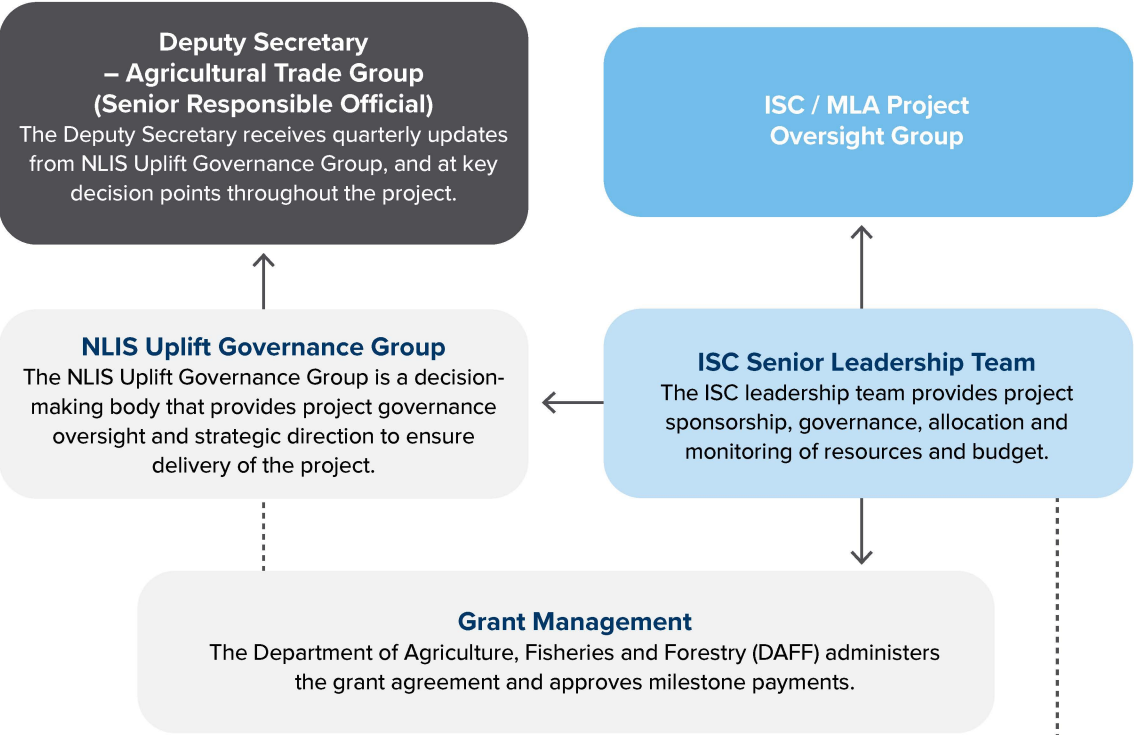 Deputy Secretary
– Agricultural Trade Group
(Senior Responsible Official)
The Deputy Secretary receives quarterly updates
from NLIS Uplift Governance Group, and at key
decision points throughout the project.
ISC / MLA Project
Oversight Group
NLIS Uplift Governance Group
The NLIS Uplift Governance Group is a decision-
making body that provides project governance
oversight and strategic direction to ensure
delivery of the project.
ISC Senior Leadership Team
The ISC leadership team provides project
sponsorship, governance, allocation and
monitoring of resources and budget.
Grant Management
The Department of Agriculture, Fisheries and Forestry (DAFF) administers
the grant agreement and approves milestone payments.